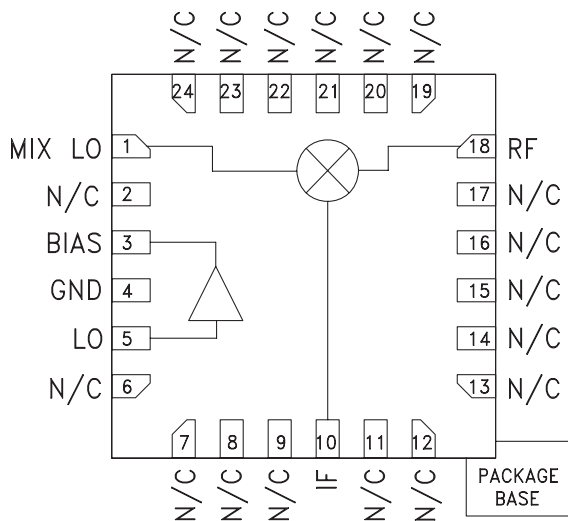 N/C N/C N/C N/C N/C N/C
24 23 22 21 20 19
MIX LO 1 18 RF
N/C 2 17 N/C
BIAS 3 16 N/C
GND 4 15 N/C
LO 5 14 N/C
N/C 6 13 N/C
7 8 9 10 11 12
N/C N/C N/C IF N/C N/C
PACKAGE
BASE